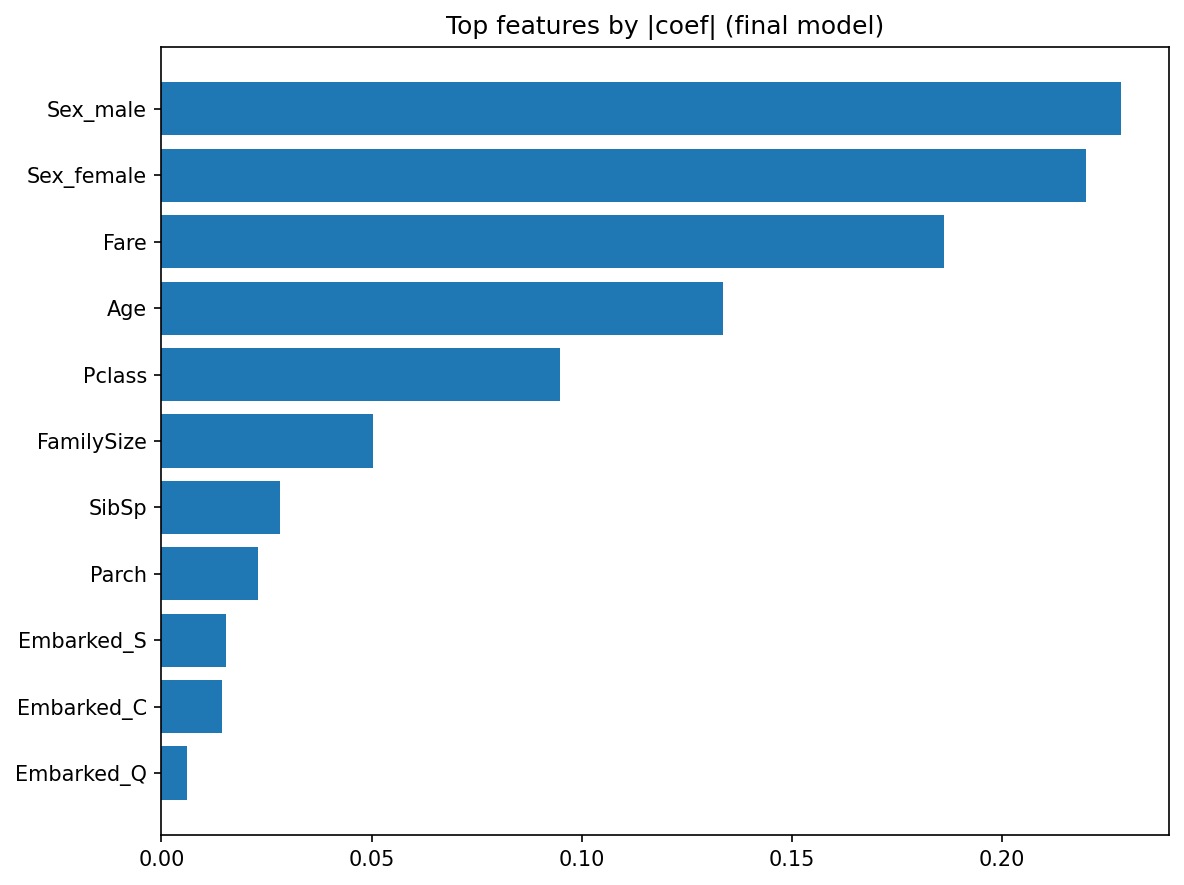 Top features by |coef| (final model)
Sex_male
Sex_female
Fare
Age
Pclass
FamilySize
SibSp
Parch
Embarked_S
Embarked_C
Embarked_Q
0.00 0.05 0.10 0.15 0.20